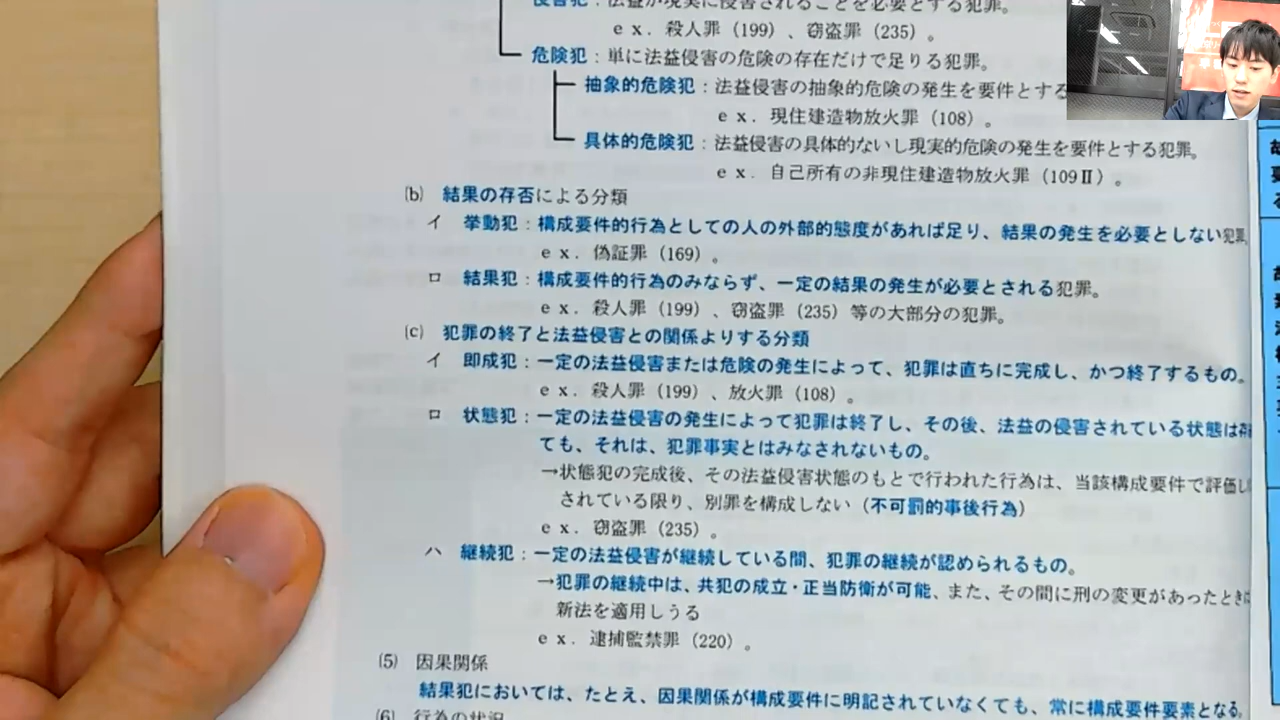 侵害犯：法益が現実に侵害されることを必要とする犯罪。
ｅｘ．殺人罪（199）、窃盗罪（235）。
危険犯：単に法益侵害の危険の存在だけで足りる犯罪。
抽象的危険犯：法益侵害の抽象的危険の発生を要件とする
ｅｘ．現住建造物放火罪（108）。
具体的危険犯：法益侵害の具体的ないし現実的危険の発生を要件とする犯罪。
ｅｘ．自己所有の非現住建造物放火罪（109Ⅱ）。
(b) 結果の存否による分類
イ 挙動犯：構成要件的行為としての人の外部的態度があれば足り、結果の発生を必要としない犯罪
ｅｘ．偽証罪（169）。
ロ 結果犯：構成要件的行為のみならず、一定の結果の発生が必要とされる犯罪。
ｅｘ．殺人罪（199）、窃盗罪（235）等の大部分の犯罪。
(c) 犯罪の終了と法益侵害との関係よりする分類
イ 即成犯：一定の法益侵害または危険の発生によって、犯罪は直ちに完成し、かつ終了するもの。
ｅｘ．殺人罪（199）、放火罪（108）。
ロ 状態犯：一定の法益侵害の発生によって犯罪は終了し、その後、法益の侵害されている状態は
ても、それは、犯罪事実とはみなされないもの。
→状態犯の完成後、その法益侵害状態のもとで行われた行為は、当該構成要件で評価し
されている限り、別罪を構成しない（不可罰的事後行為）
ｅｘ．窃盗罪（235）。
ハ 継続犯：一定の法益侵害が継続している間、犯罪の継続が認められるもの。
→犯罪の継続中は、共犯の成立・正当防衛が可能、また、その間に刑の変更があったとき
新法を適用しうる
ｅｘ．逮捕監禁罪（220）。
(5) 因果関係
結果犯においては、たとえ、因果関係が構成要件に明記されていなくても、常に構成要件要素となる。
(6) 行為の状況